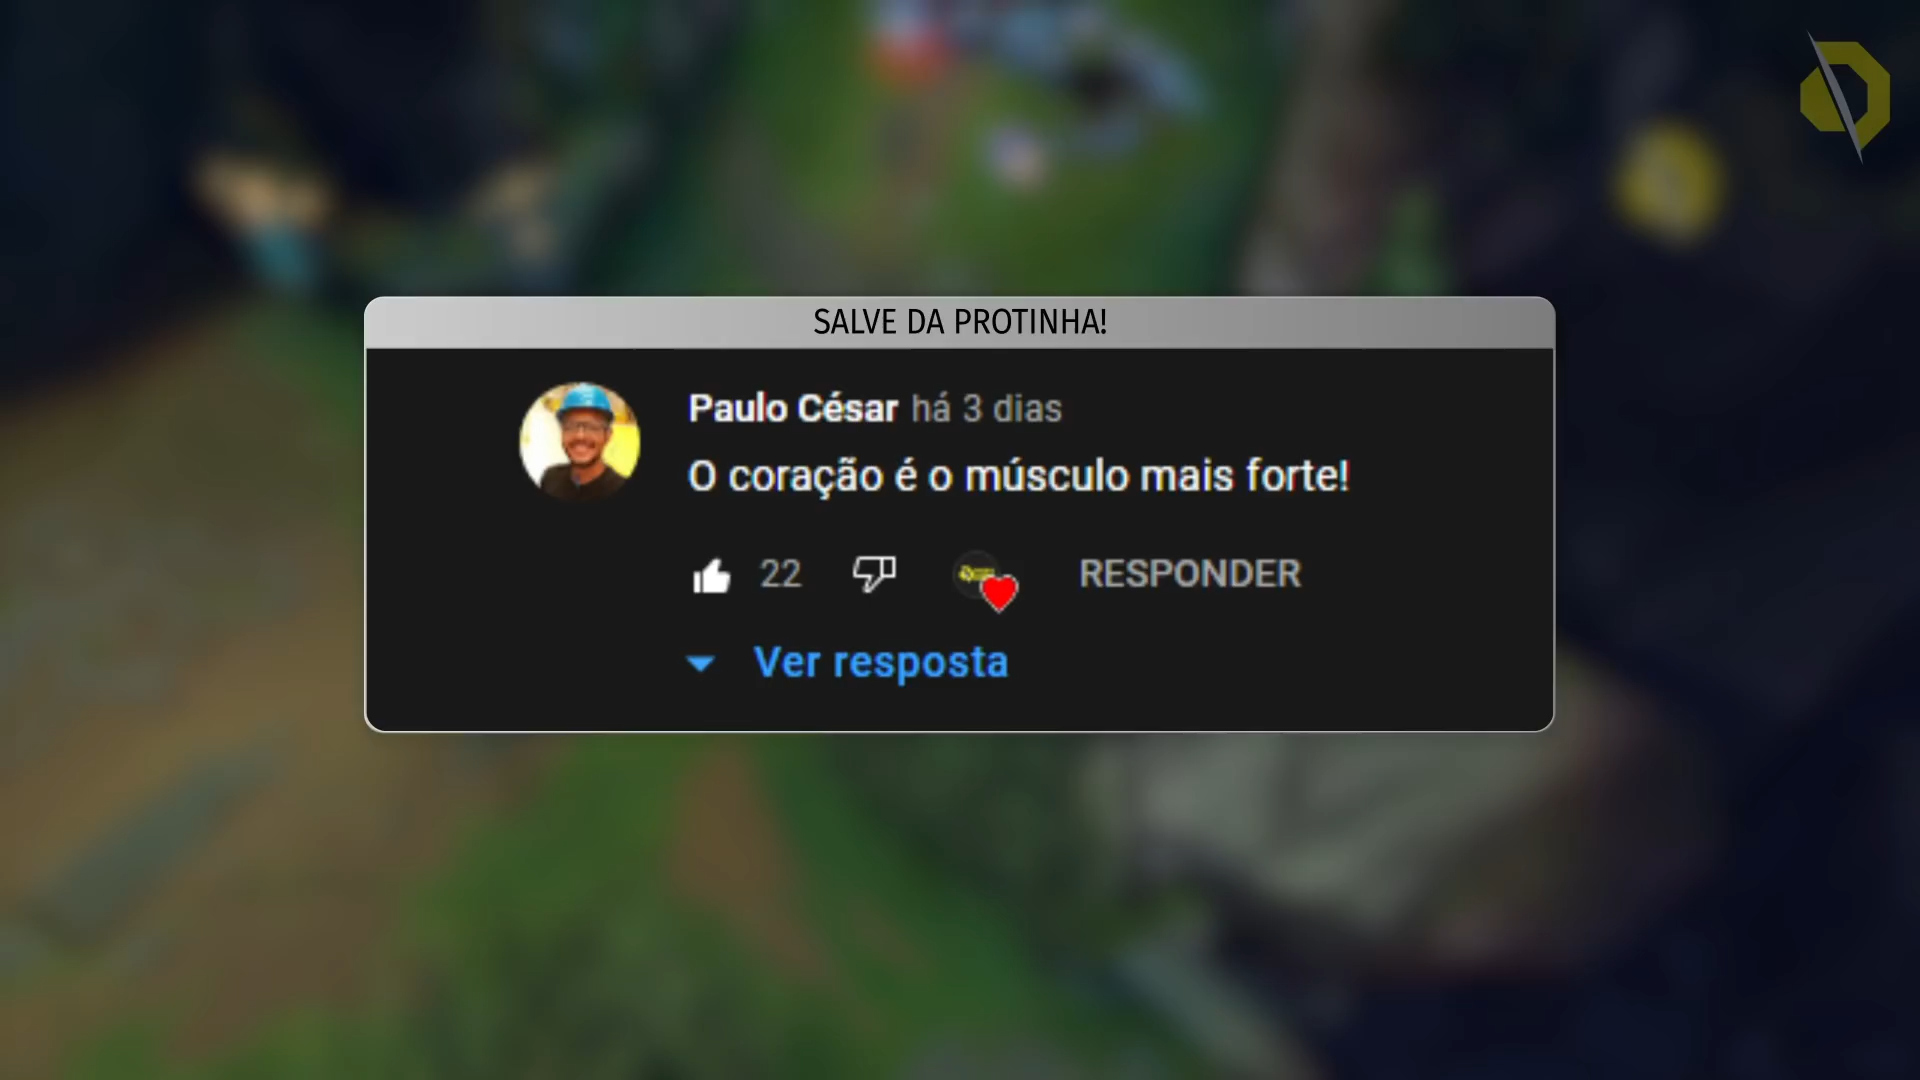 SALVE DA PROTINHA!
Paulo César há 3 dias
O coração é o músculo mais forte!
22 RESPONDER
Ver resposta